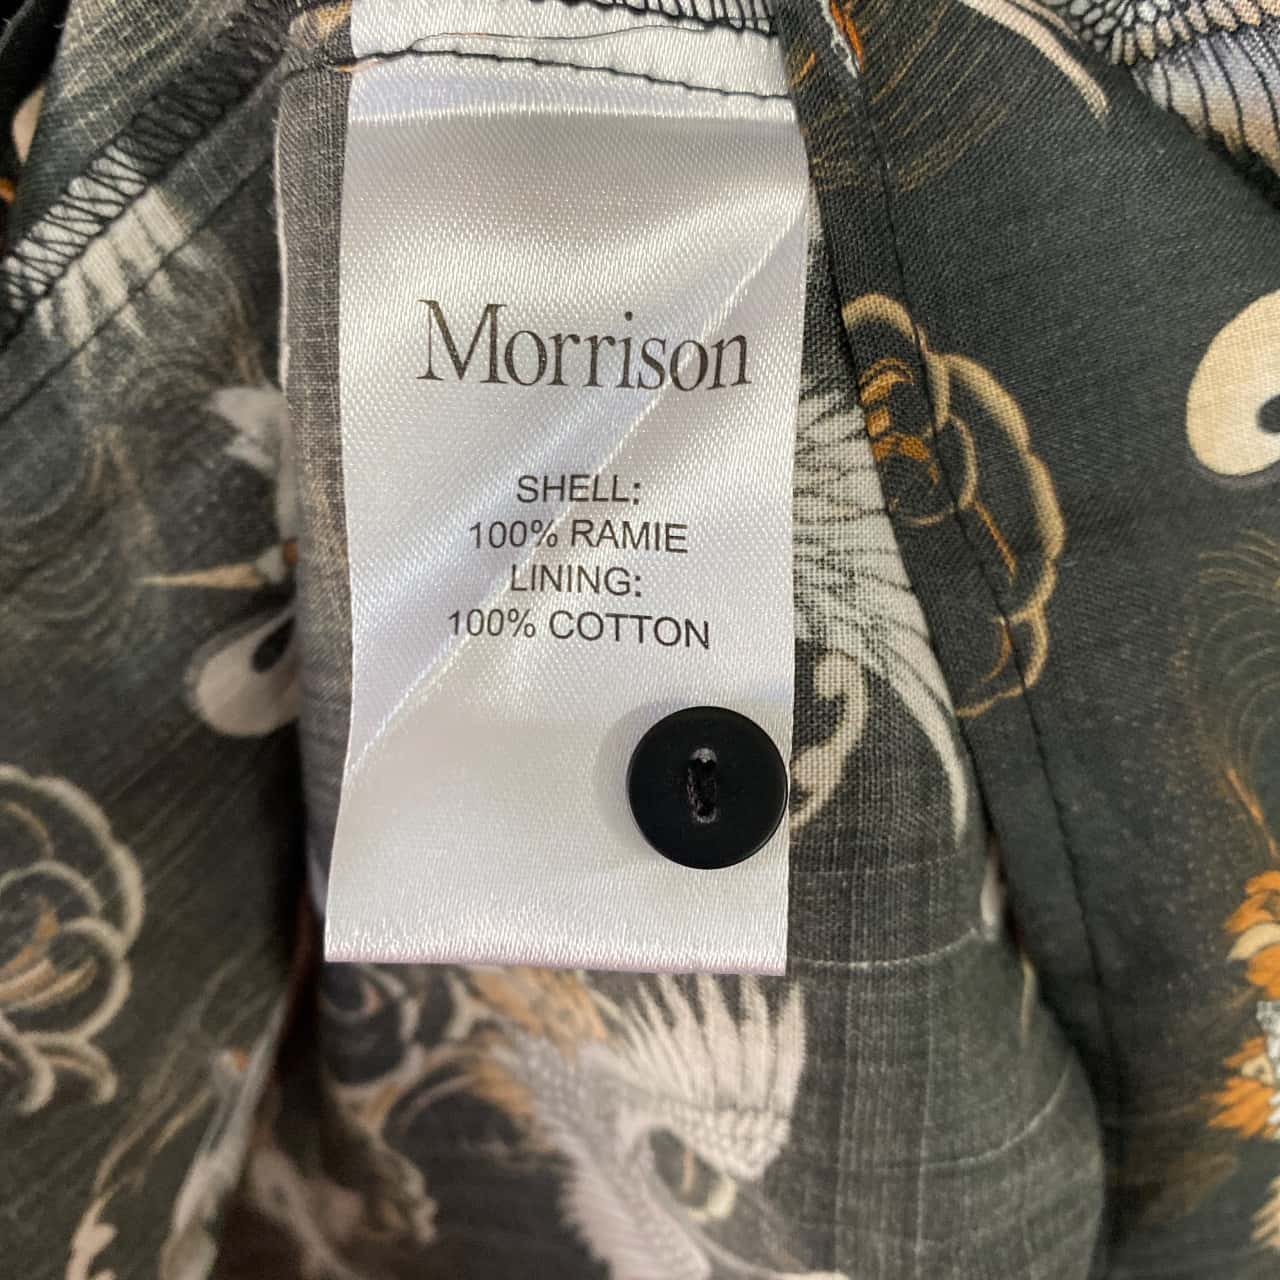 Morrison
SHELL:
100% RAMIE
LINING:
100% COTTON